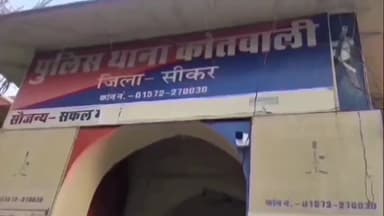 पुलिस थाना कोतवाली
जिला- सीकर
फोन नं.-01572-270030
सौजन्य- सफल
फोन नं.- 01572-270030